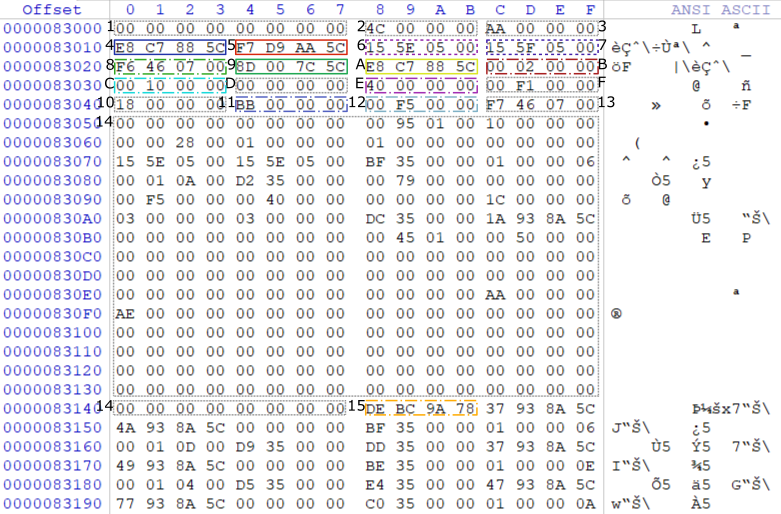 Offset 0 1 2 3 4 5 6 7 8 9 A B C D E F ANSI ASCII
0000083000 1 00 00 00 00 00 00 00 00 2 4C 00 00 00 AA 00 00 00 3 L ª
0000083010 4 E8 C7 88 5C 5 F7 D9 AA 5C 6 15 5E 05 00 15 5F 05 00 7 èÇˆ\÷Ùª\ ^ _
0000083020 8 F6 46 07 00 9 8D 00 7C 5C A E8 C7 88 5C 00 02 00 00 B öF |\èÇˆ\
0000083030 C 00 10 00 00 D 00 00 00 00 E 40 00 00 00 00 F1 00 00 F @ ñ
0000083040 10 18 00 00 00 11 BB 00 00 00 12 00 F5 00 00 F7 46 07 00 13 » õ ÷F
0000083050 14 00 00 00 00 00 00 00 00 00 95 01 00 10 00 00 00 •
0000083060 00 00 28 00 01 00 00 00 01 00 00 00 00 00 00 00 (
0000083070 15 5E 05 00 15 5E 05 00 BF 35 00 00 01 00 00 06 ^ ^ ¿5
0000083080 00 01 0A 00 D2 35 00 00 00 79 00 00 00 00 00 00 Ò5 y
0000083090 00 F5 00 00 00 40 00 00 00 00 00 00 1C 00 00 00 õ @
00000830A0 03 00 00 00 03 00 00 00 DC 35 00 00 1A 93 8A 5C Ü5 “Š\
00000830B0 00 00 00 00 00 00 00 00 00 45 01 00 00 50 00 00 E P
00000830C0 00 00 00 00 00 00 00 00 00 00 00 00 00 00 00 00
00000830D0 00 00 00 00 00 00 00 00 00 00 00 00 00 00 00 00
00000830E0 00 00 00 00 00 00 00 00 00 00 00 00 AA 00 00 00 ª
00000830F0 AE 00 00 00 00 00 00 00 00 00 00 00 00 00 00 00 ®
0000083100 00 00 00 00 00 00 00 00 00 00 00 00 00 00 00 00
0000083110 00 00 00 00 00 00 00 00 00 00 00 00 00 00 00 00
0000083120 00 00 00 00 00 00 00 00 00 00 00 00 00 00 00 00
0000083130 00 00 00 00 00 00 00 00 00 00 00 00 00 00 00 00
0000083140 14 00 00 00 00 00 00 00 00 15 DE BC 9A 78 37 93 8A 5C Þ¼šx7“Š\
0000083150 4A 93 8A 5C 00 00 00 00 BF 35 00 00 01 00 00 06 J“Š\ ¿5
0000083160 00 01 0D 00 D9 35 00 00 DD 35 00 00 37 93 8A 5C Ù5 Ý5 7“Š\
0000083170 49 93 8A 5C 00 00 00 00 BE 35 00 00 01 00 00 0E I“Š\ ¾5
0000083180 00 01 04 00 D5 35 00 00 E4 35 00 00 47 93 8A 5C Õ5 ä5 G“Š\
0000083190 77 93 8A 5C 00 00 00 00 C0 35 00 00 01 00 00 0A w“Š\ À5